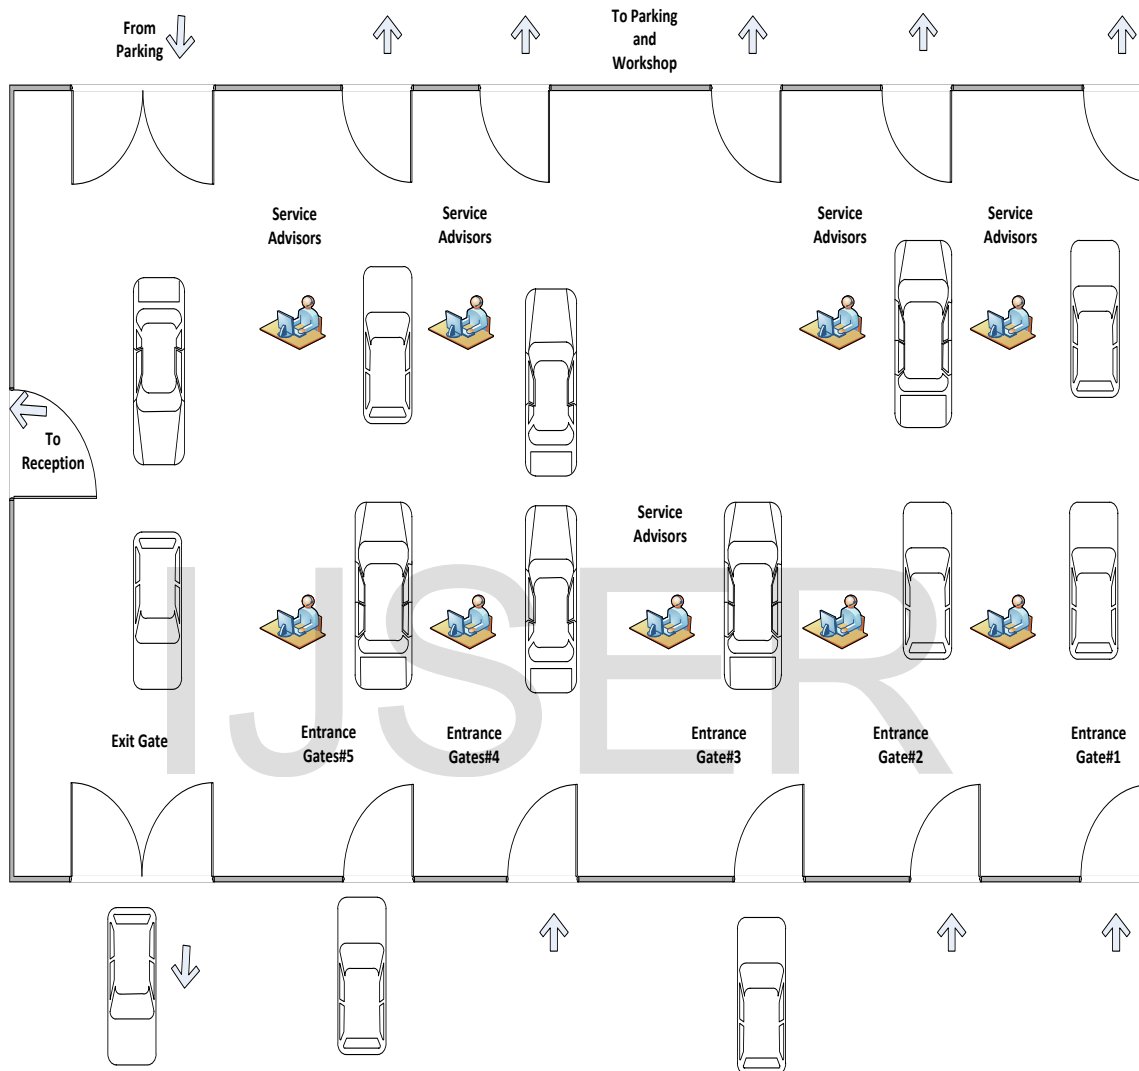 From
Parking
To Parking
and
Workshop
Service
Advisors
Service
Advisors
Service
Advisors
Service
Advisors
To
Reception
Service
Advisors
IJSER
Exit Gate
Entrance
Gates#5
Entrance
Gates#4
Entrance
Gate#3
Entrance
Gate#2
Entrance
Gate#1